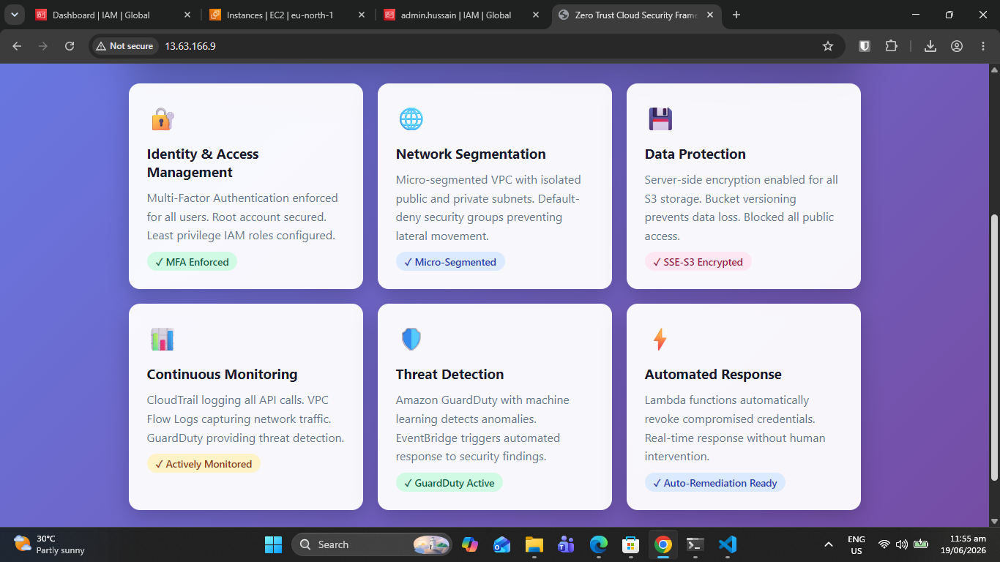 Dashboard | IAM | Global
Instances | EC2 | eu-north-1
admin.hussain | IAM | Global
Zero Trust Cloud Security Frame
Not secure
13.63.166.9
Identity & Access
Management
Multi-Factor Authentication enforced
for all users. Root account secured.
Least privilege IAM roles configured.
✓ MFA Enforced
Network Segmentation
Micro-segmented VPC with isolated
public and private subnets. Default-
deny security groups preventing
lateral movement.
✓ Micro-Segmented
Data Protection
Server-side encryption enabled for all
S3 storage. Bucket versioning
prevents data loss. Blocked all public
access.
✓ SSE-S3 Encrypted
Continuous Monitoring
CloudTrail logging all API calls. VPC
Flow Logs capturing network traffic.
GuardDuty providing threat detection.
✓ Actively Monitored
Threat Detection
Amazon GuardDuty with machine
learning detects anomalies.
EventBridge triggers automated
response to security findings.
✓ GuardDuty Active
Automated Response
Lambda functions automatically
revoke compromised credentials.
Real-time response without human
intervention.
✓ Auto-Remediation Ready
30°C
Partly sunny
Search
ENG
US
11:55 am
19/06/2026